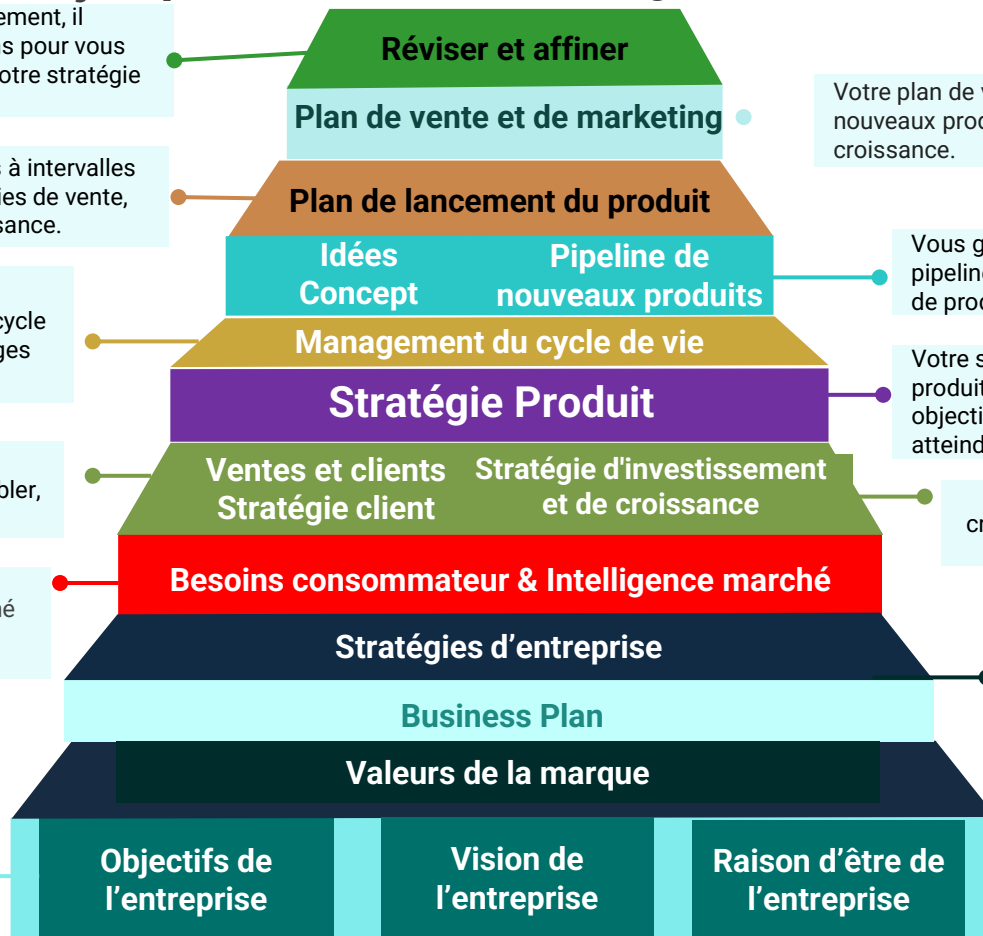 ement, il
s pour vous
otre stratégie
Réviser et affiner
Plan de vente et de marketing
Votre plan de
nouveaux
croissance.
à intervalles
ies de vente,
sance.
Plan de lancement du produit
Idées
Concept
Pipeline de
nouveaux produits
Vous
pipelin
de pro
cycle
ges
Management du cycle de vie
Stratégie Produit
Votre
produit
objecti
atteind
Ventes et clients
Stratégie client
Stratégie d'investissement
et de croissance
bler,
cr
Besoins consommateur & Intelligence marché
é
Stratégies d’entreprise
Business Plan
Valeurs de la marque
Objectifs de
l’entreprise
Vision de
l’entreprise
Raison d’être de
l’entreprise